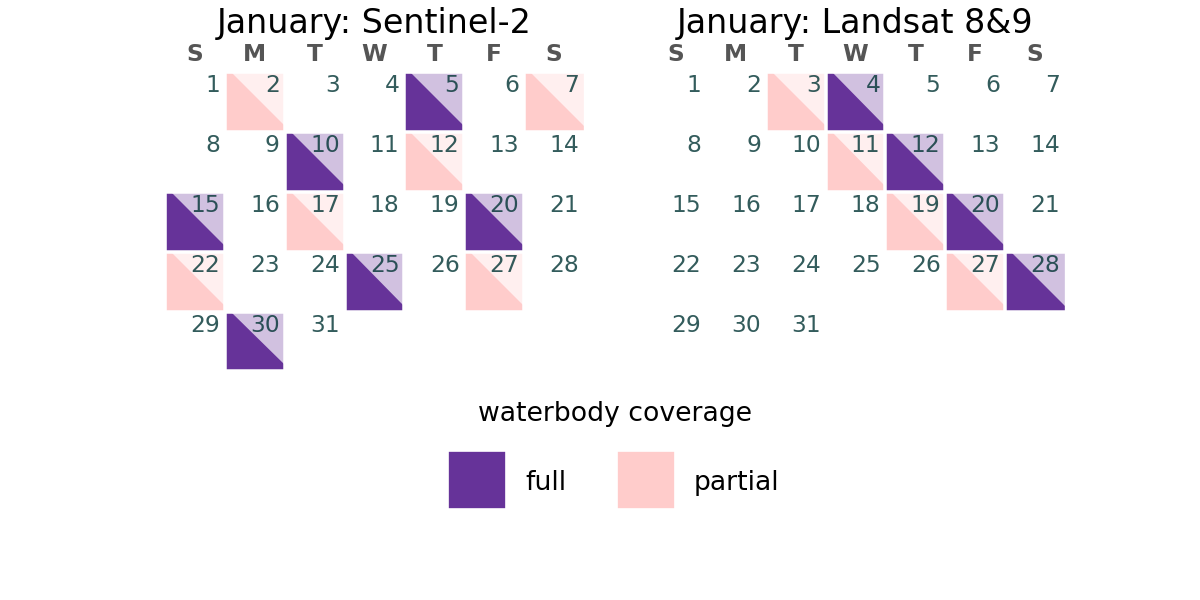 January: Sentinel-2
S M T W T F S
1 2 3 4 5 6 7
8 9 10 11 12 13 14
15 16 17 18 19 20 21
22 23 24 25 26 27 28
29 30 31
January: Landsat 8&9
S M T W T F S
1 2 3 4 5 6 7
8 9 10 11 12 13 14
15 16 17 18 19 20 21
22 23 24 25 26 27 28
29 30 31
waterbody coverage
full
partial